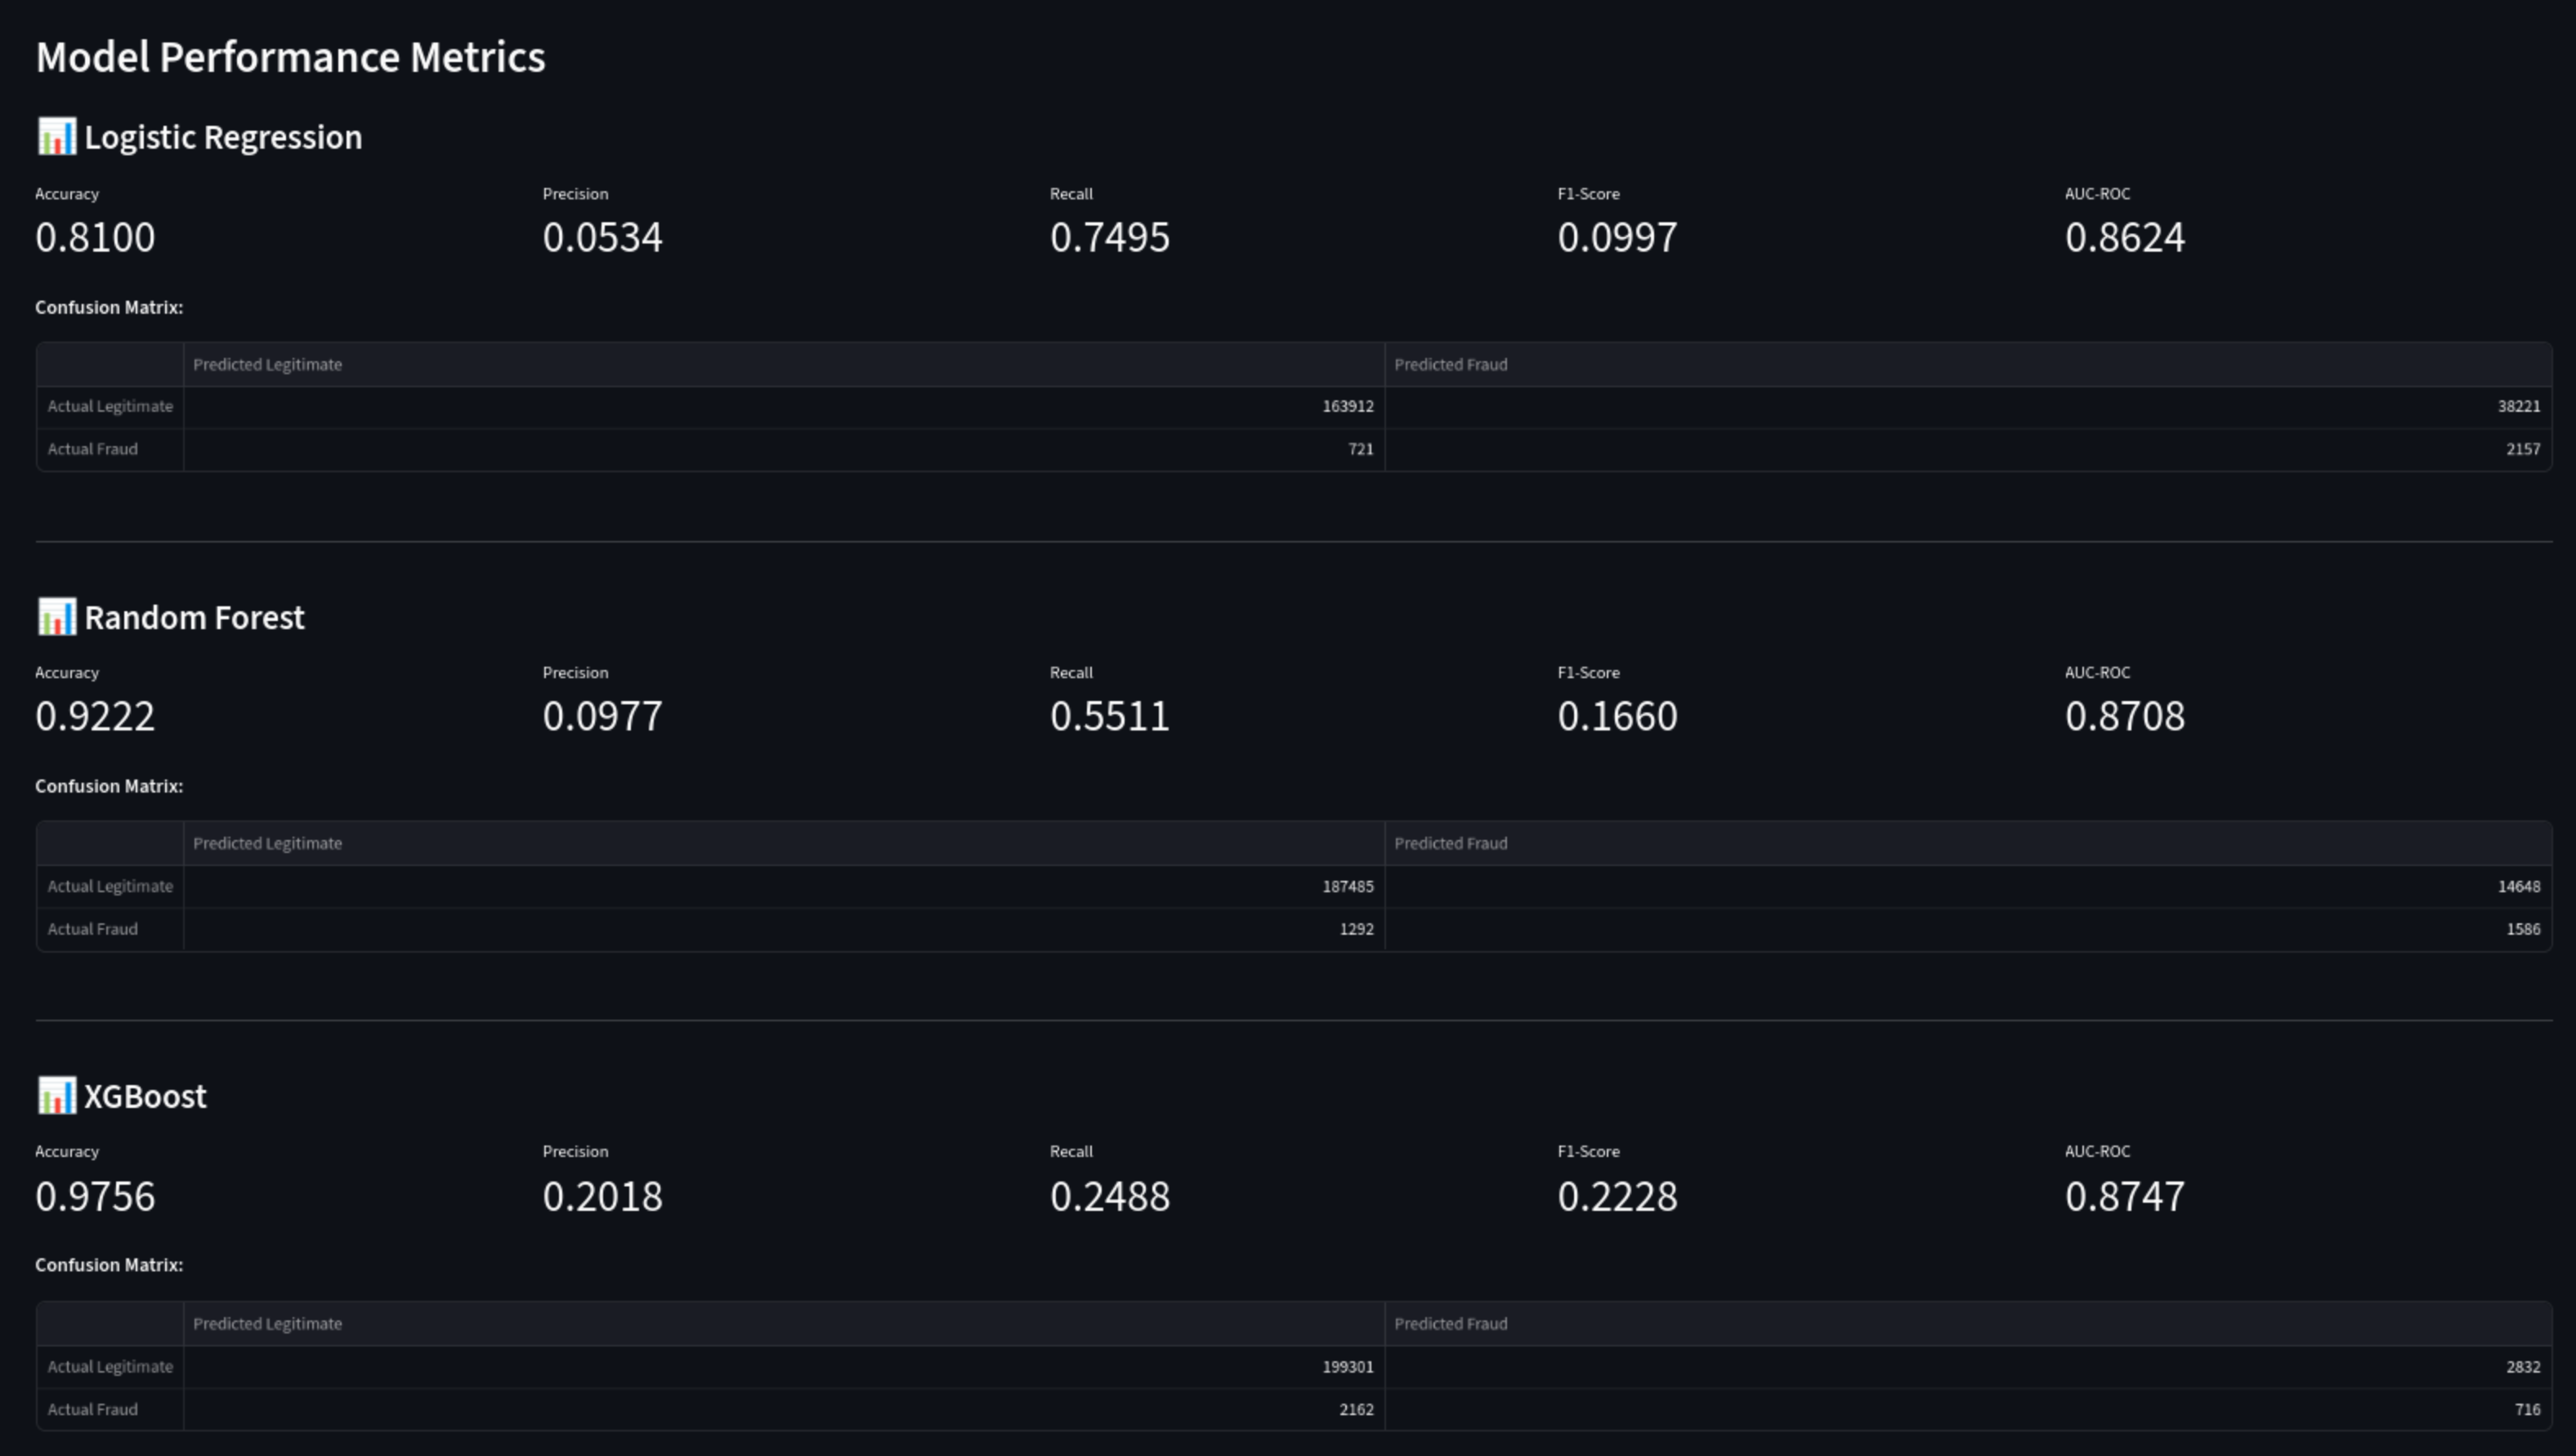 Model Performance Metrics
📊 Logistic Regression
Accuracy Precision Recall F1-Score AUC-ROC
0.8100 0.0534 0.7495 0.0997 0.8624
Confusion Matrix:
Predicted Legitimate Predicted Fraud
Actual Legitimate 163912 38221
Actual Fraud 721 2157
📊 Random Forest
Accuracy Precision Recall F1-Score AUC-ROC
0.9222 0.0977 0.5511 0.1660 0.8708
Confusion Matrix:
Predicted Legitimate Predicted Fraud
Actual Legitimate 187485 14648
Actual Fraud 1292 1586
📊 XGBoost
Accuracy Precision Recall F1-Score AUC-ROC
0.9756 0.2018 0.2488 0.2228 0.8747
Confusion Matrix:
Predicted Legitimate Predicted Fraud
Actual Legitimate 199301 2832
Actual Fraud 2162 716